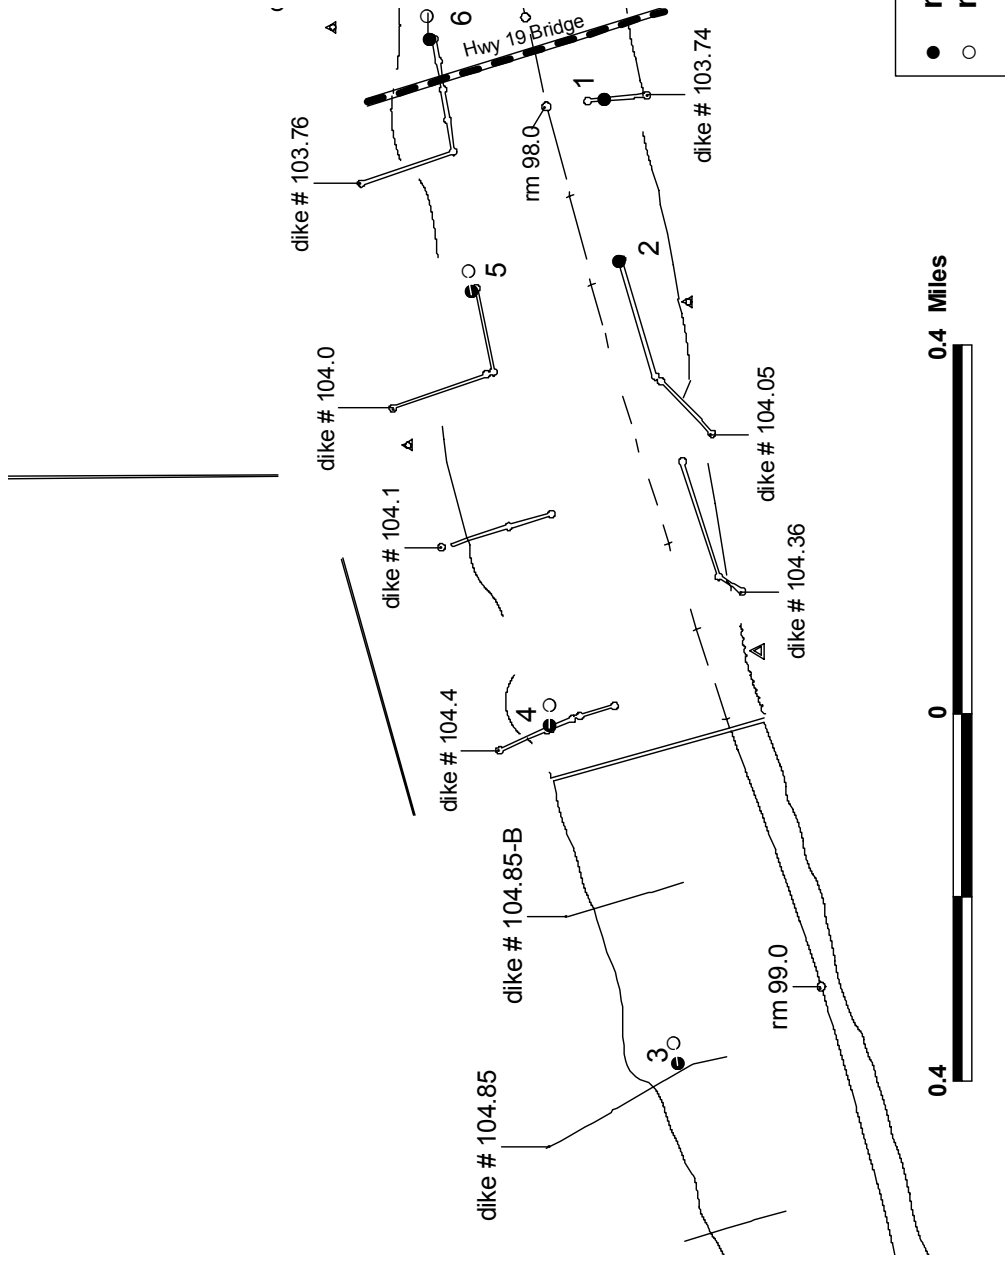 6
Hwy 19 Bridge
1
dike # 103.74
dike # 103.76
rm 98.0
2
5
dike # 104.0
dike # 104.05
dike # 104.1
dike # 104.36
4
dike # 104.4
dike # 104.85-B
rm 99.0
3
dike # 104.85
0.4
0
0.4 Miles